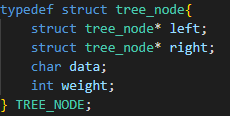 typedef struct tree_node{
    struct tree_node* left;
    struct tree_node* right;
    char data;
    int weight;
} TREE_NODE;